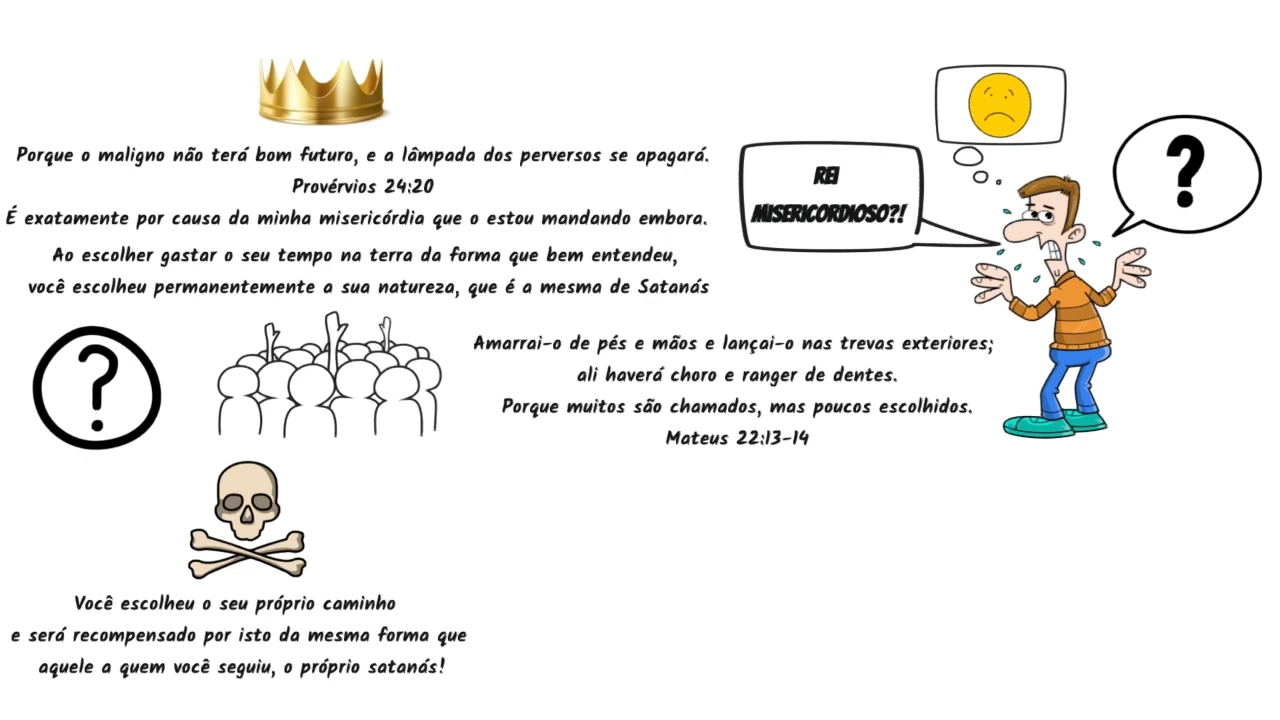 Porque o maligno não terá bom futuro, e a lâmpada dos perversos se apagará.
Provérvios 24:20
É exatamente por causa da minha misericórdia que o estou mandando embora.
Ao escolher gastar o seu tempo na terra da forma que bem entendeu,
você escolheu permanentemente a sua natureza, que é a mesma de Satanás
REI
MISERICORDIOSO?!
?
?
Amarrai-o de pés e mãos e lançai-o nas trevas exteriores;
ali haverá choro e ranger de dentes.
Porque muitos são chamados, mas poucos escolhidos.
Mateus 22:13-14
Você escolheu o seu próprio caminho
e será recompensado por isto da mesma forma que
aquele a quem você seguiu, o próprio satanás!